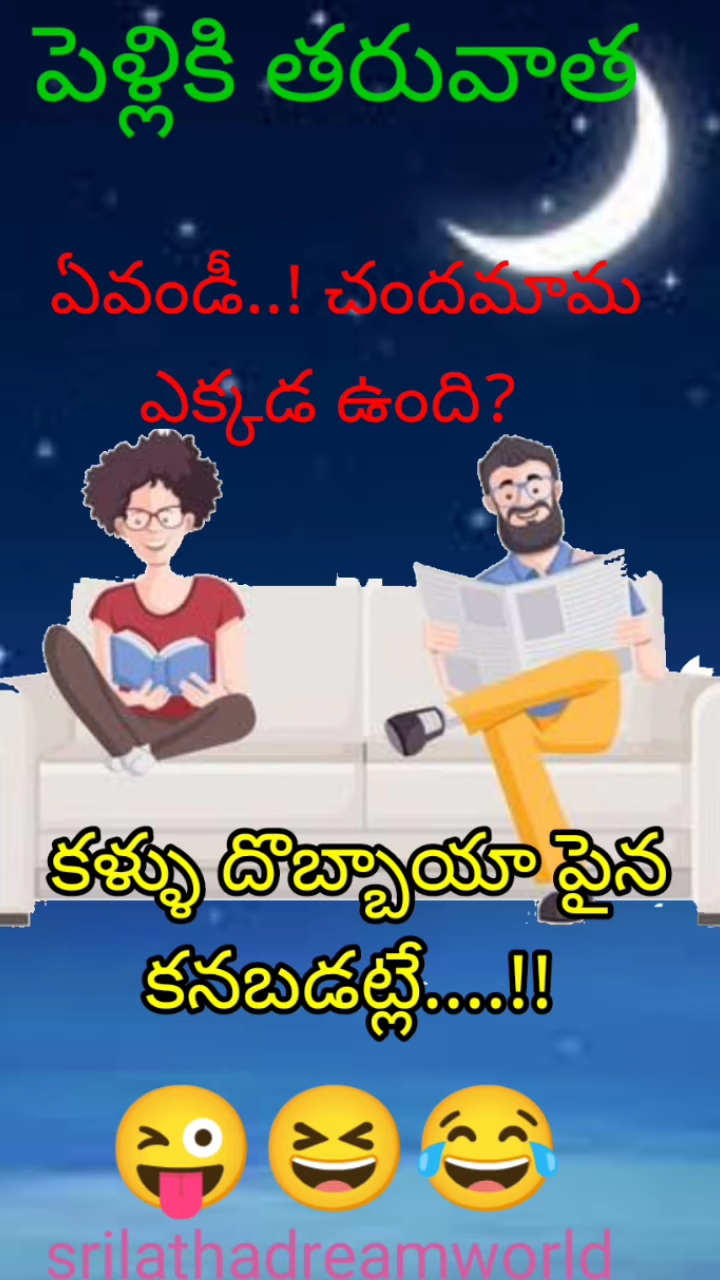 పెళ్లికి తరువాత
ఏవండీ..! చందమామ
ఎక్కడ ఉంది?
కళ్ళు దొబ్బాయా పైన
కనబడట్లే....!!
srilathadreamworld